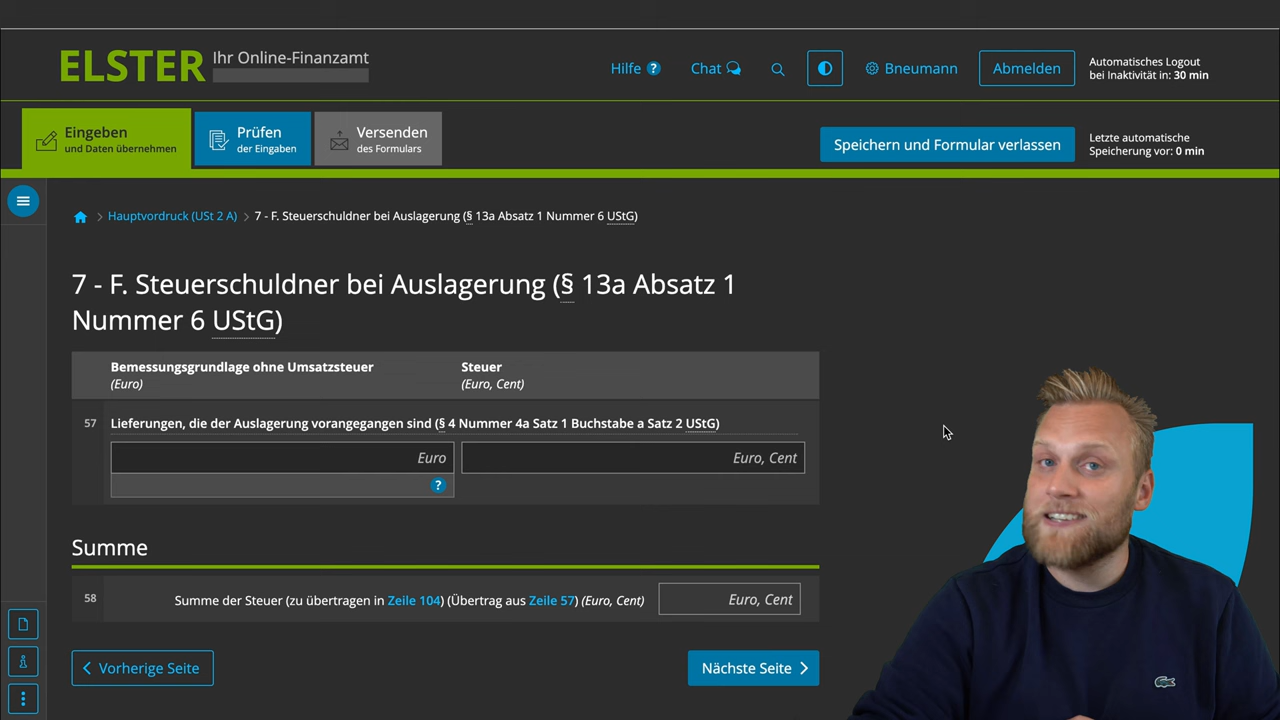 ELSTER
Ihr Online-Finanzamt
Hilfe ?
Chat
Bneumann
Abmelden
Automatisches Logout
bei Inaktivität in: 30 min
Eingeben
und Daten übernehmen
Prüfen
der Eingaben
Versenden
des Formulars
Speichern und Formular verlassen
Letzte automatische
Speicherung vor: 0 min
Hauptvordruck (USt 2 A) > 7 - F. Steuerschuldner bei Auslagerung (§ 13a Absatz 1 Nummer 6 UStG)
7 - F. Steuerschuldner bei Auslagerung (§ 13a Absatz 1
Nummer 6 UStG)
Bemessungsgrundlage ohne Umsatzsteuer
(Euro)
Steuer
(Euro, Cent)
57 Lieferungen, die der Auslagerung vorangegangen sind (§ 4 Nummer 4a Satz 1 Buchstabe a Satz 2 UStG)
Euro
Euro, Cent
?
Summe
58 Summe der Steuer (zu übertragen in Zeile 104) (Übertrag aus Zeile 57) (Euro, Cent)
Euro, Cent
Vorherige Seite
Nächste Seite